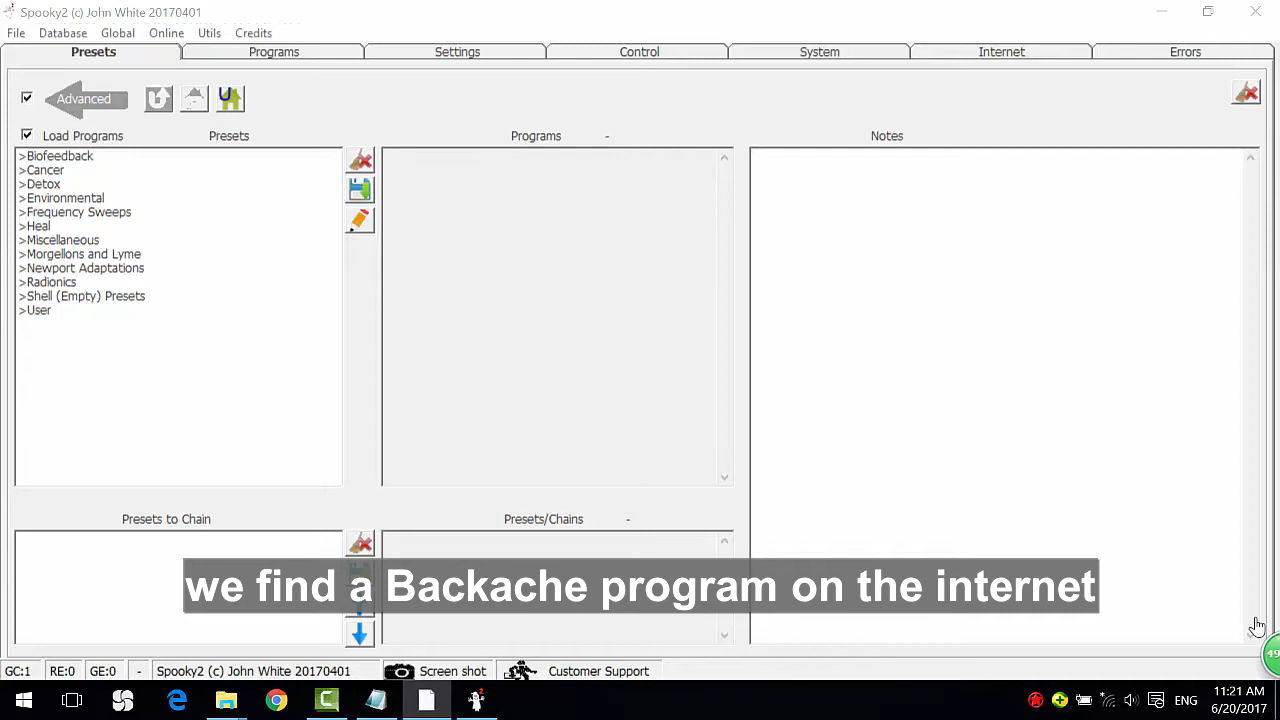 Spooky2 (c) John White 20170401
File Database Global Online Utils Credits
Presets Programs Settings Control System Internet Errors
Advanced
U
Load Programs Presets Programs - Notes
>Biofeedback
>Cancer
>Detox
>Environmental
>Frequency Sweeps
>Heal
>Miscellaneous
>Morgellons and Lyme
>Newport Adaptations
>Radionics
>Shell (Empty) Presets
>User
Presets to Chain Presets/Chains -
we find a Backache program on the internet
GC:1 RE:0 GE:0 - Spooky2 (c) John White 20170401 Screen shot Customer Support
49
ENG 11:21 AM
6/20/2017